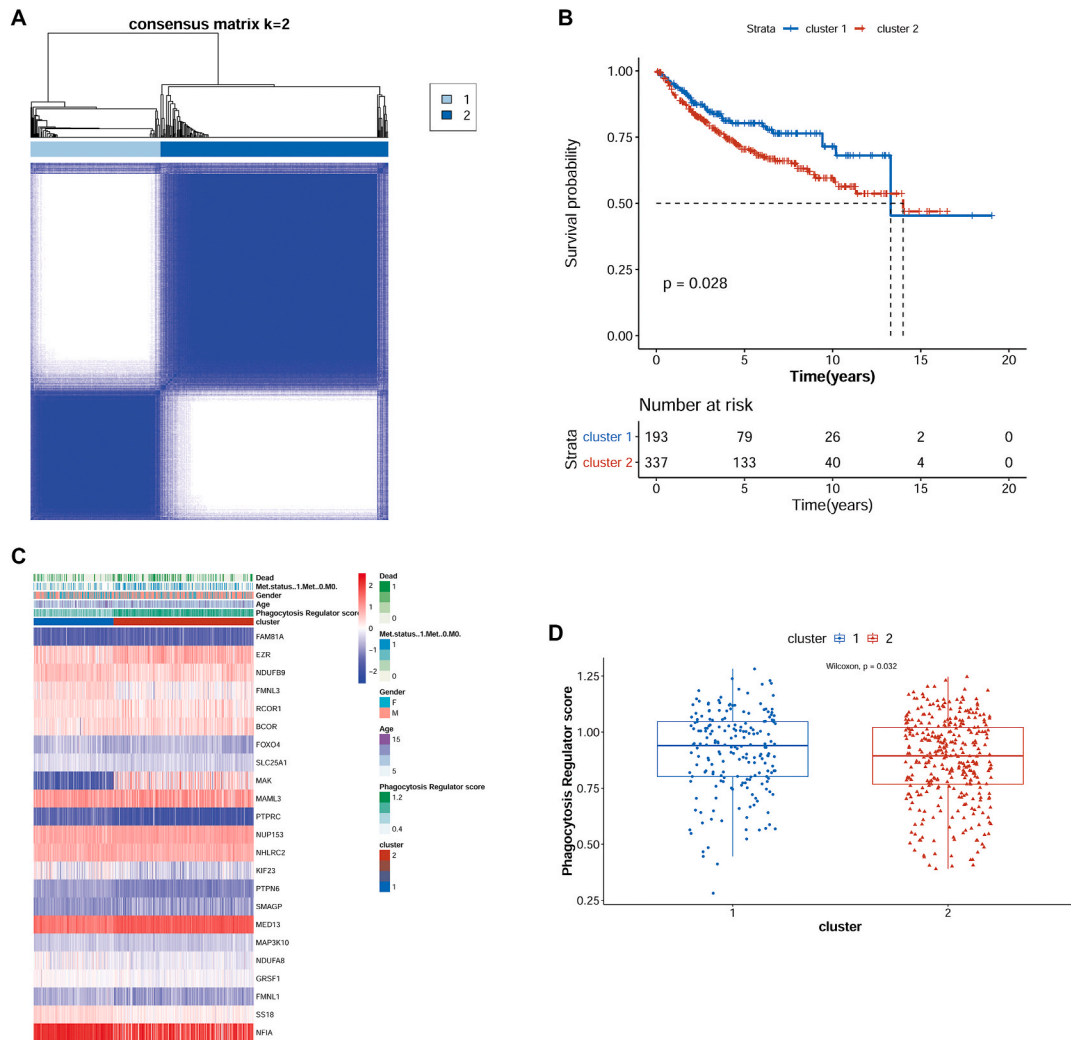 A
consensus matrix k=2
1
2
B
Strata cluster 1 cluster 2
1.00
0.75
0.50
0.25
0.00
Survival probability
p = 0.028
0 5 10 15 20
Time(years)
Number at risk
Strata
cluster 1 193 79 26 2 0
cluster 2 337 133 40 4 0
0 5 10 15 20
Time(years)
C
Dead
Met.status..1.Met..0.M0.
Gender
Age
Phagocytosis Regulator score
cluster
FAM81A
EZR
NDUFB9
FMNL3
RCOR1
BCOR
FOXO4
SLC25A1
MAK
MAML3
PTPRC
NUP153
NHLRC2
KIF23
PTPN6
SMAGP
MED13
MAP3K10
NDUFA8
GRSF1
FMNL1
SS18
NFIA
2
1
0
−1
−2
Dead
1
0
Met.status..1.Met..0.M0.
1
0
Gender
F
M
Age
15
5
Phagocytosis Regulator score
1.2
0.4
cluster
2
1
D
cluster 1 2
Wilcoxon, p = 0.032
1.25
1.00
0.75
0.50
0.25
Phagocytosis Regulator score
1 2
cluster